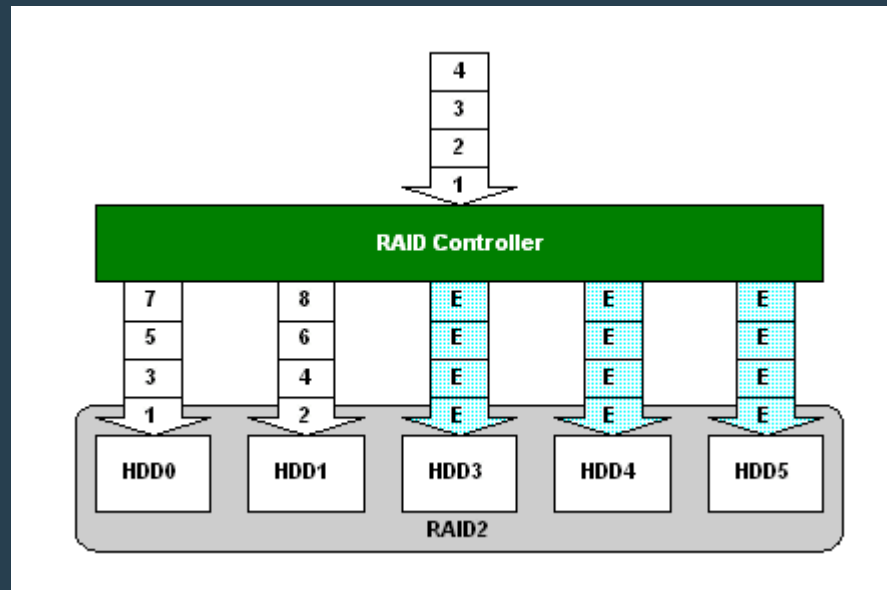 4
3
2
1
RAID Controller
7 8 E E E
5 6 E E E
3 4 E E E
1 2 E E E
HDD0 HDD1 HDD3 HDD4 HDD5
RAID2